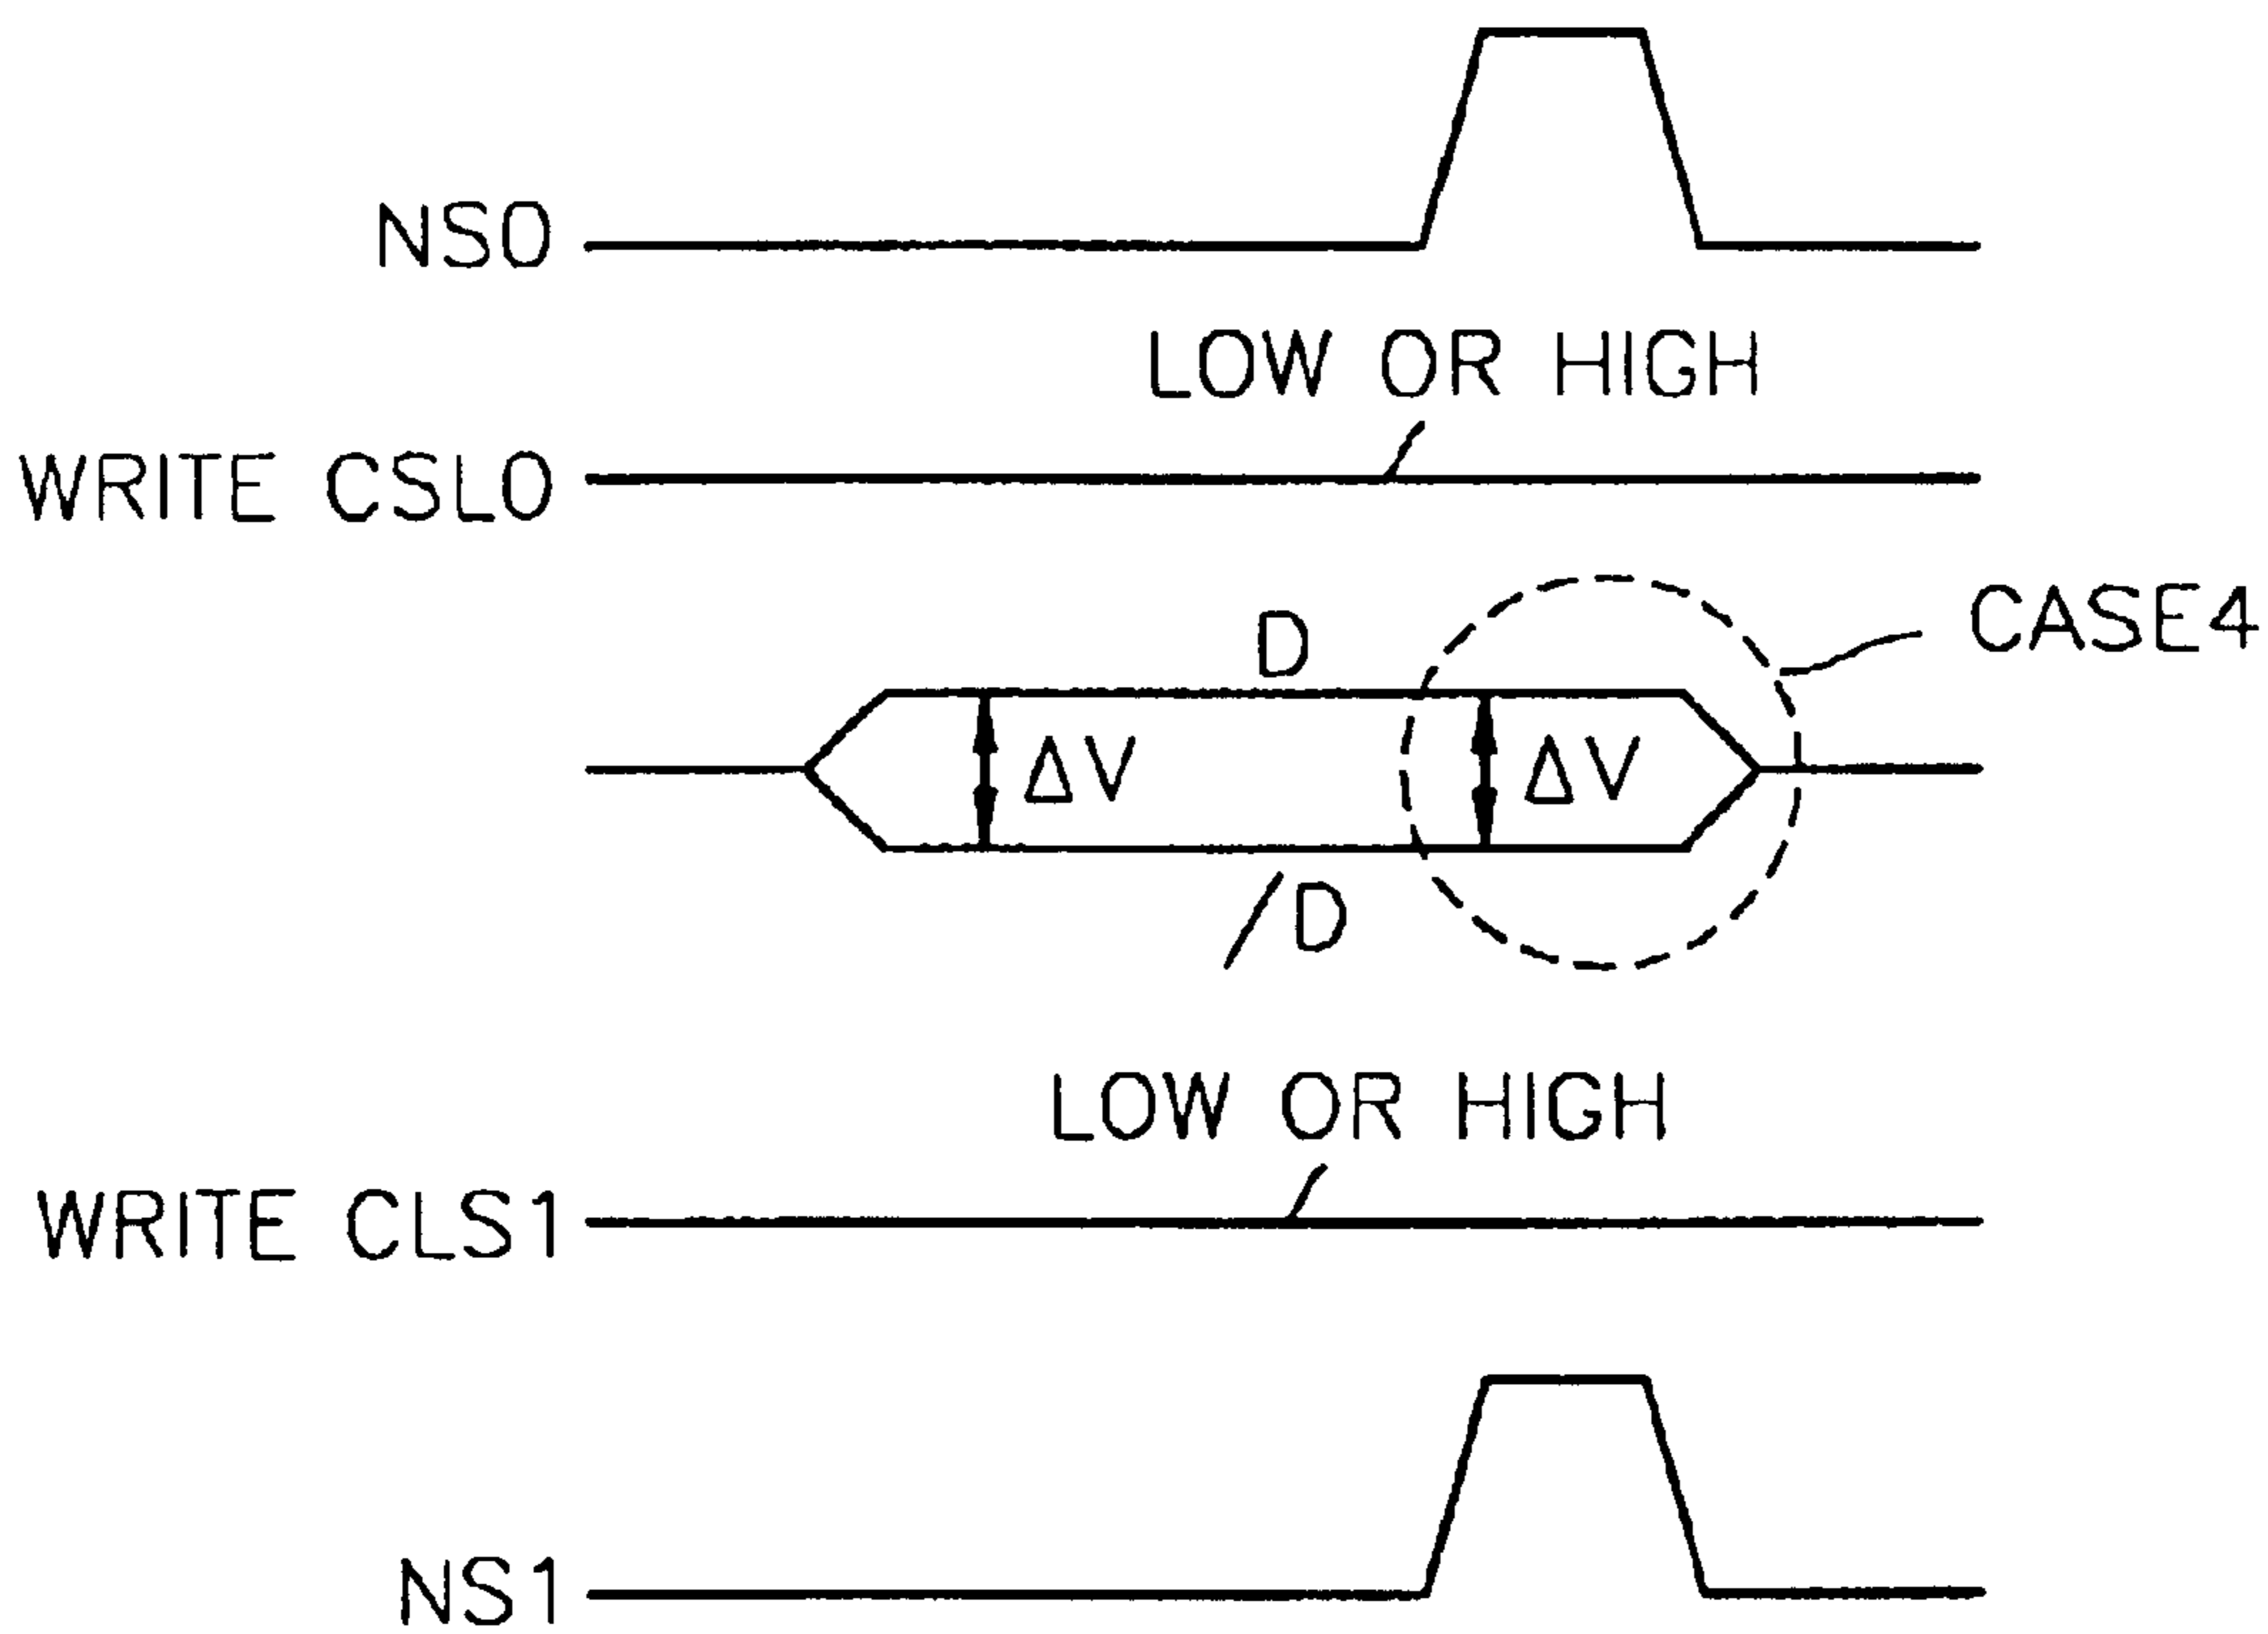 NS0
LOW OR HIGH
WRITE CSL0
CASE4
D
ΔV ΔV
/D
LOW OR HIGH
WRITE CLS1
NS1